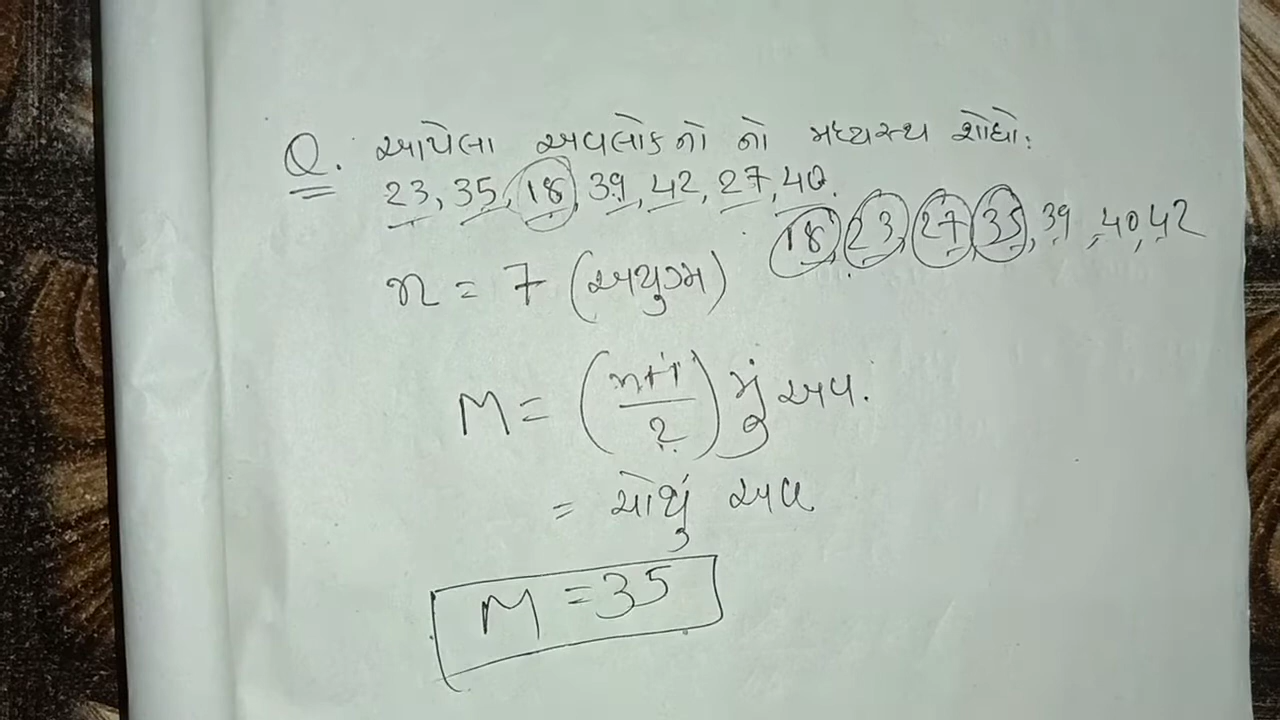 Q. આપેલા અવલોકનો નો મધ્યસ્થ શોધો:
23, 35, 18, 39, 42, 27, 40.
18, 23, 27, 35, 39, 40, 42
n = 7 (અયુગ્મ)
M = (n+1/2) મું અવ.
= ચોથું અવ
M = 35